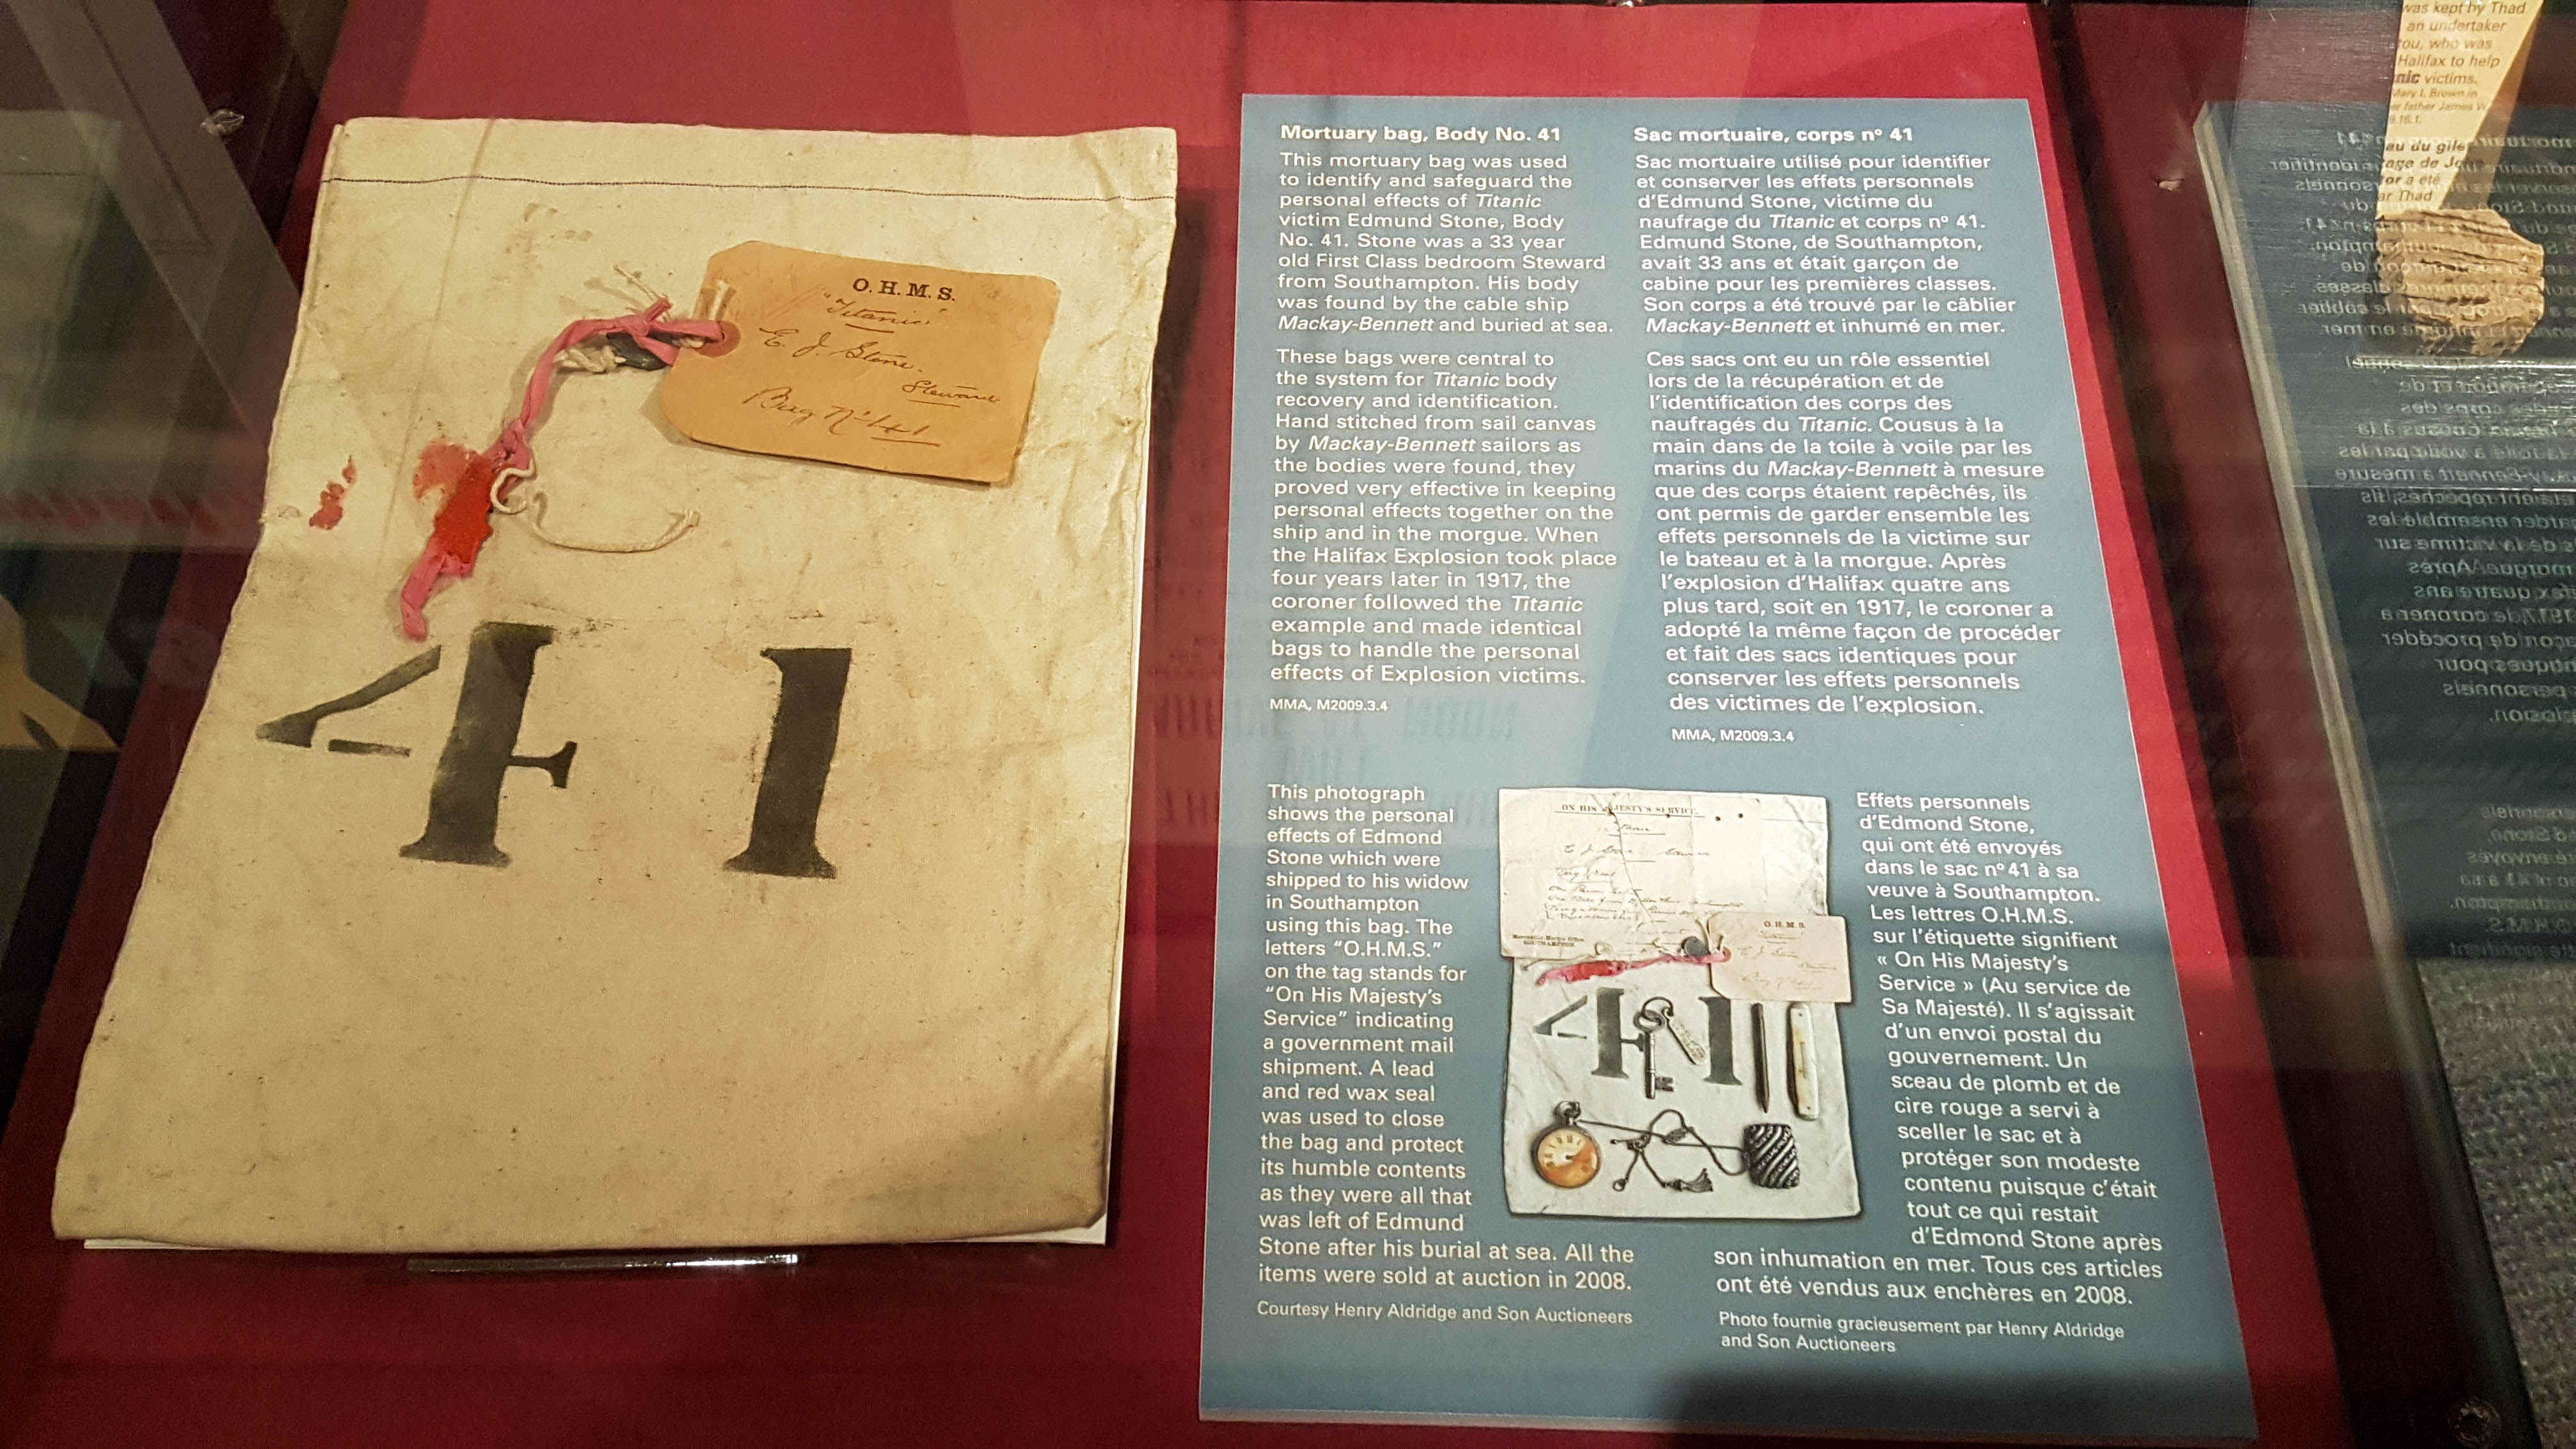 O.H.M.S.
"Titanic"
E. J. Stone.
Steward
Bag No 41
41
Mortuary bag, Body No. 41
This mortuary bag was used
to identify and safeguard the
personal effects of Titanic
victim Edmund Stone, Body
No. 41. Stone was a 33 year
old First Class bedroom Steward
from Southampton. His body
was found by the cable ship
Mackay-Bennett and buried at sea.
These bags were central to
the system for Titanic body
recovery and identification.
Hand stitched from sail canvas
by Mackay-Bennett sailors as
the bodies were found, they
proved very effective in keeping
personal effects together on the
ship and in the morgue. When
the Halifax Explosion took place
four years later in 1917, the
coroner followed the Titanic
example and made identical
bags to handle the personal
effects of Explosion victims.
MMA, M2009.3.4
Sac mortuaire, corps nº 41
Sac mortuaire utilisé pour identifier
et conserver les effets personnels
d'Edmund Stone, victime du
naufrage du Titanic et corps nº 41.
Edmund Stone, de Southampton,
avait 33 ans et était garçon de
cabine pour les premières classes.
Son corps a été trouvé par le câblier
Mackay-Bennett et inhumé en mer.
Ces sacs ont eu un rôle essentiel
lors de la récupération et de
l'identification des corps des
naufragés du Titanic. Cousus à la
main dans de la toile à voile par les
marins du Mackay-Bennett à mesure
que des corps étaient repêchés, ils
ont permis de garder ensemble les
effets personnels de la victime sur
le bateau et à la morgue. Après
l'explosion d'Halifax quatre ans
plus tard, soit en 1917, le coroner a
adopté la même façon de procéder
et fait des sacs identiques pour
conserver les effets personnels
des victimes de l'explosion.
MMA, M2009.3.4
This photograph
shows the personal
effects of Edmond
Stone which were
shipped to his widow
in Southampton
using this bag. The
letters "O.H.M.S."
on the tag stands for
"On His Majesty's
Service" indicating
a government mail
shipment. A lead
and red wax seal
was used to close
the bag and protect
its humble contents
as they were all that
was left of Edmund
Stone after his burial at sea. All the
items were sold at auction in 2008.
Courtesy Henry Aldridge and Son Auctioneers
ON HIS MAJESTY'S SERVICE.
Titanic
O.H.M.S.
41
Effets personnels
d'Edmond Stone,
qui ont été envoyés
dans le sac nº 41 à sa
veuve à Southampton.
Les lettres O.H.M.S.
sur l'étiquette signifient
« On His Majesty's
Service » (Au service de
Sa Majesté). Il s'agissait
d'un envoi postal du
gouvernement. Un
sceau de plomb et de
cire rouge a servi à
sceller le sac et à
protéger son modeste
contenu puisque c'était
tout ce qui restait
d'Edmond Stone après
son inhumation en mer. Tous ces articles
ont été vendus aux enchères en 2008.
Photo fournie gracieusement par Henry Aldridge
and Son Auctioneers
was kept by Thad
an undertaker
who was
Halifax to help
victims.
Mary L Brown in
father James